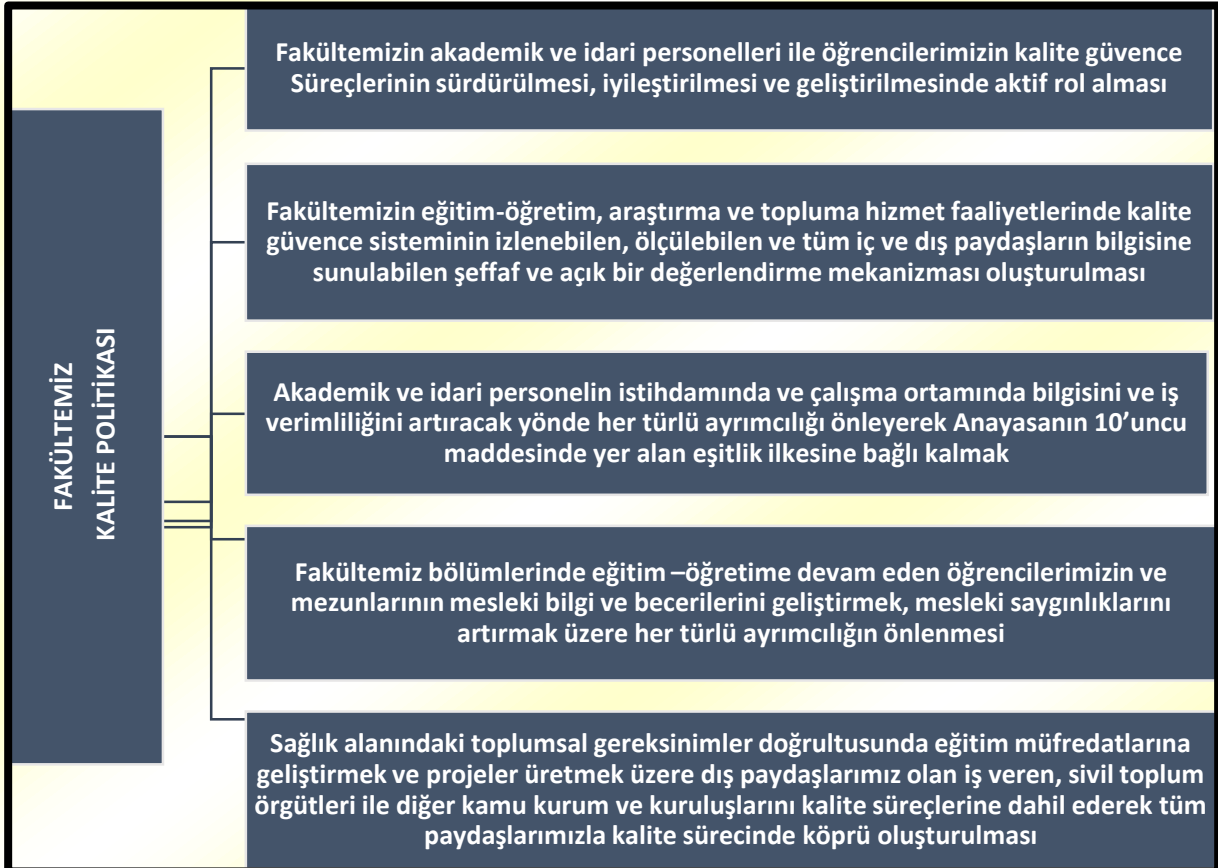 FAKÜLTEMİZ
KALİTE POLİTİKASI
Fakültemizin akademik ve idari personelleri ile öğrencilerimizin kalite güvence
Süreçlerinin sürdürülmesi, iyileştirilmesi ve geliştirilmesinde aktif rol alması
Fakültemizin eğitim-öğretim, araştırma ve topluma hizmet faaliyetlerinde kalite
güvence sisteminin izlenebilen, ölçülebilen ve tüm iç ve dış paydaşların bilgisine
sunulabilen şeffaf ve açık bir değerlendirme mekanizması oluşturulması
Akademik ve idari personelin istihdamında ve çalışma ortamında bilgisini ve iş
verimliliğini artıracak yönde her türlü ayrımcılığı önleyerek Anayasanın 10’uncu
maddesinde yer alan eşitlik ilkesine bağlı kalmak
Fakültemiz bölümlerinde eğitim –öğretime devam eden öğrencilerimizin ve
mezunlarının mesleki bilgi ve becerilerini geliştirmek, mesleki saygınlıklarını
artırmak üzere her türlü ayrımcılığın önlenmesi
Sağlık alanındaki toplumsal gereksinimler doğrultusunda eğitim müfredatlarına
geliştirmek ve projeler üretmek üzere dış paydaşlarımız olan iş veren, sivil toplum
örgütleri ile diğer kamu kurum ve kuruluşlarını kalite süreçlerine dahil ederek tüm
paydaşlarımızla kalite sürecinde köprü oluşturulması